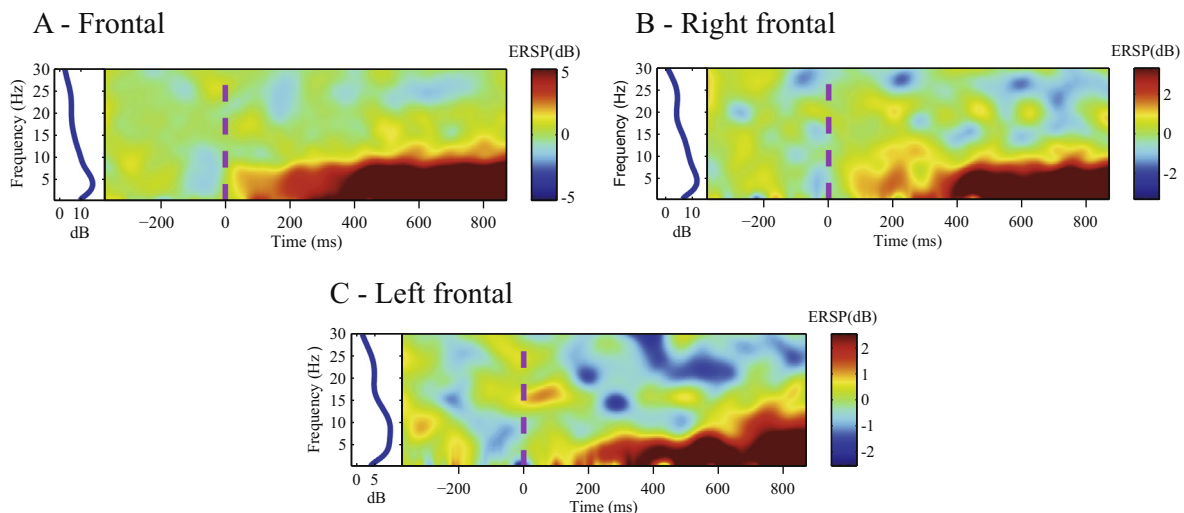 A - Frontal
ERSP(dB)
Frequency (Hz)
30
25
20
15
10
5
5
0
-5
0 10
dB
−200 0 200 400 600 800
Time (ms)
B - Right frontal
ERSP(dB)
Frequency (Hz)
30
25
20
15
10
5
2
0
-2
0 10
dB
−200 0 200 400 600 800
Time (ms)
C - Left frontal
ERSP(dB)
Frequency (Hz )
30
25
20
15
10
5
2
1
0
-1
-2
0 5
dB
−200 0 200 400 600 800
Time (ms)